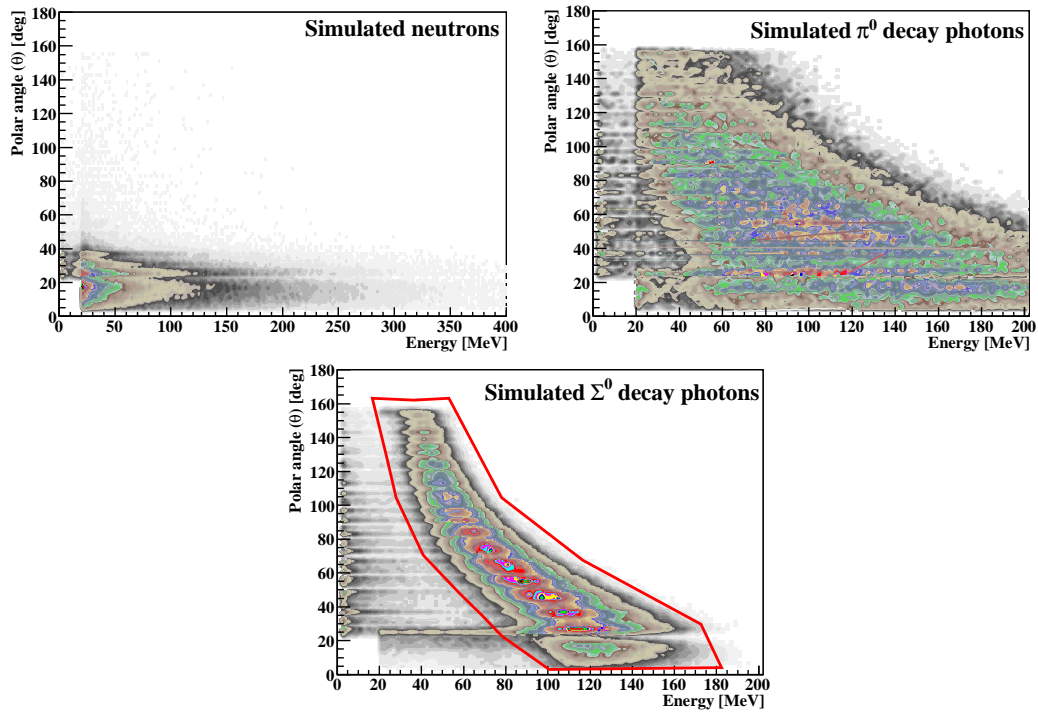 Simulated neutrons
Polar angle (θ) [deg]
180
160
140
120
100
80
60
40
20
0
0 50 100 150 200 250 300 350 400
Energy [MeV]
Simulated π⁰ decay photons
Polar angle (θ) [deg]
180
160
140
120
100
80
60
40
20
0
0 20 40 60 80 100 120 140 160 180 200
Energy [MeV]
Simulated Σ⁰ decay photons
Polar angle (θ) [deg]
180
160
140
120
100
80
60
40
20
0
0 20 40 60 80 100 120 140 160 180 200
Energy [MeV]